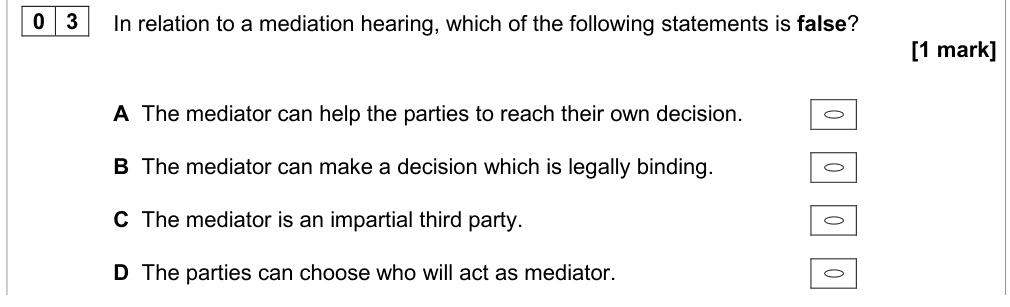 0 3 In relation to a mediation hearing, which of the following statements is false?
[1 mark]
A The mediator can help the parties to reach their own decision.
B The mediator can make a decision which is legally binding.
C The mediator is an impartial third party.
D The parties can choose who will act as mediator.